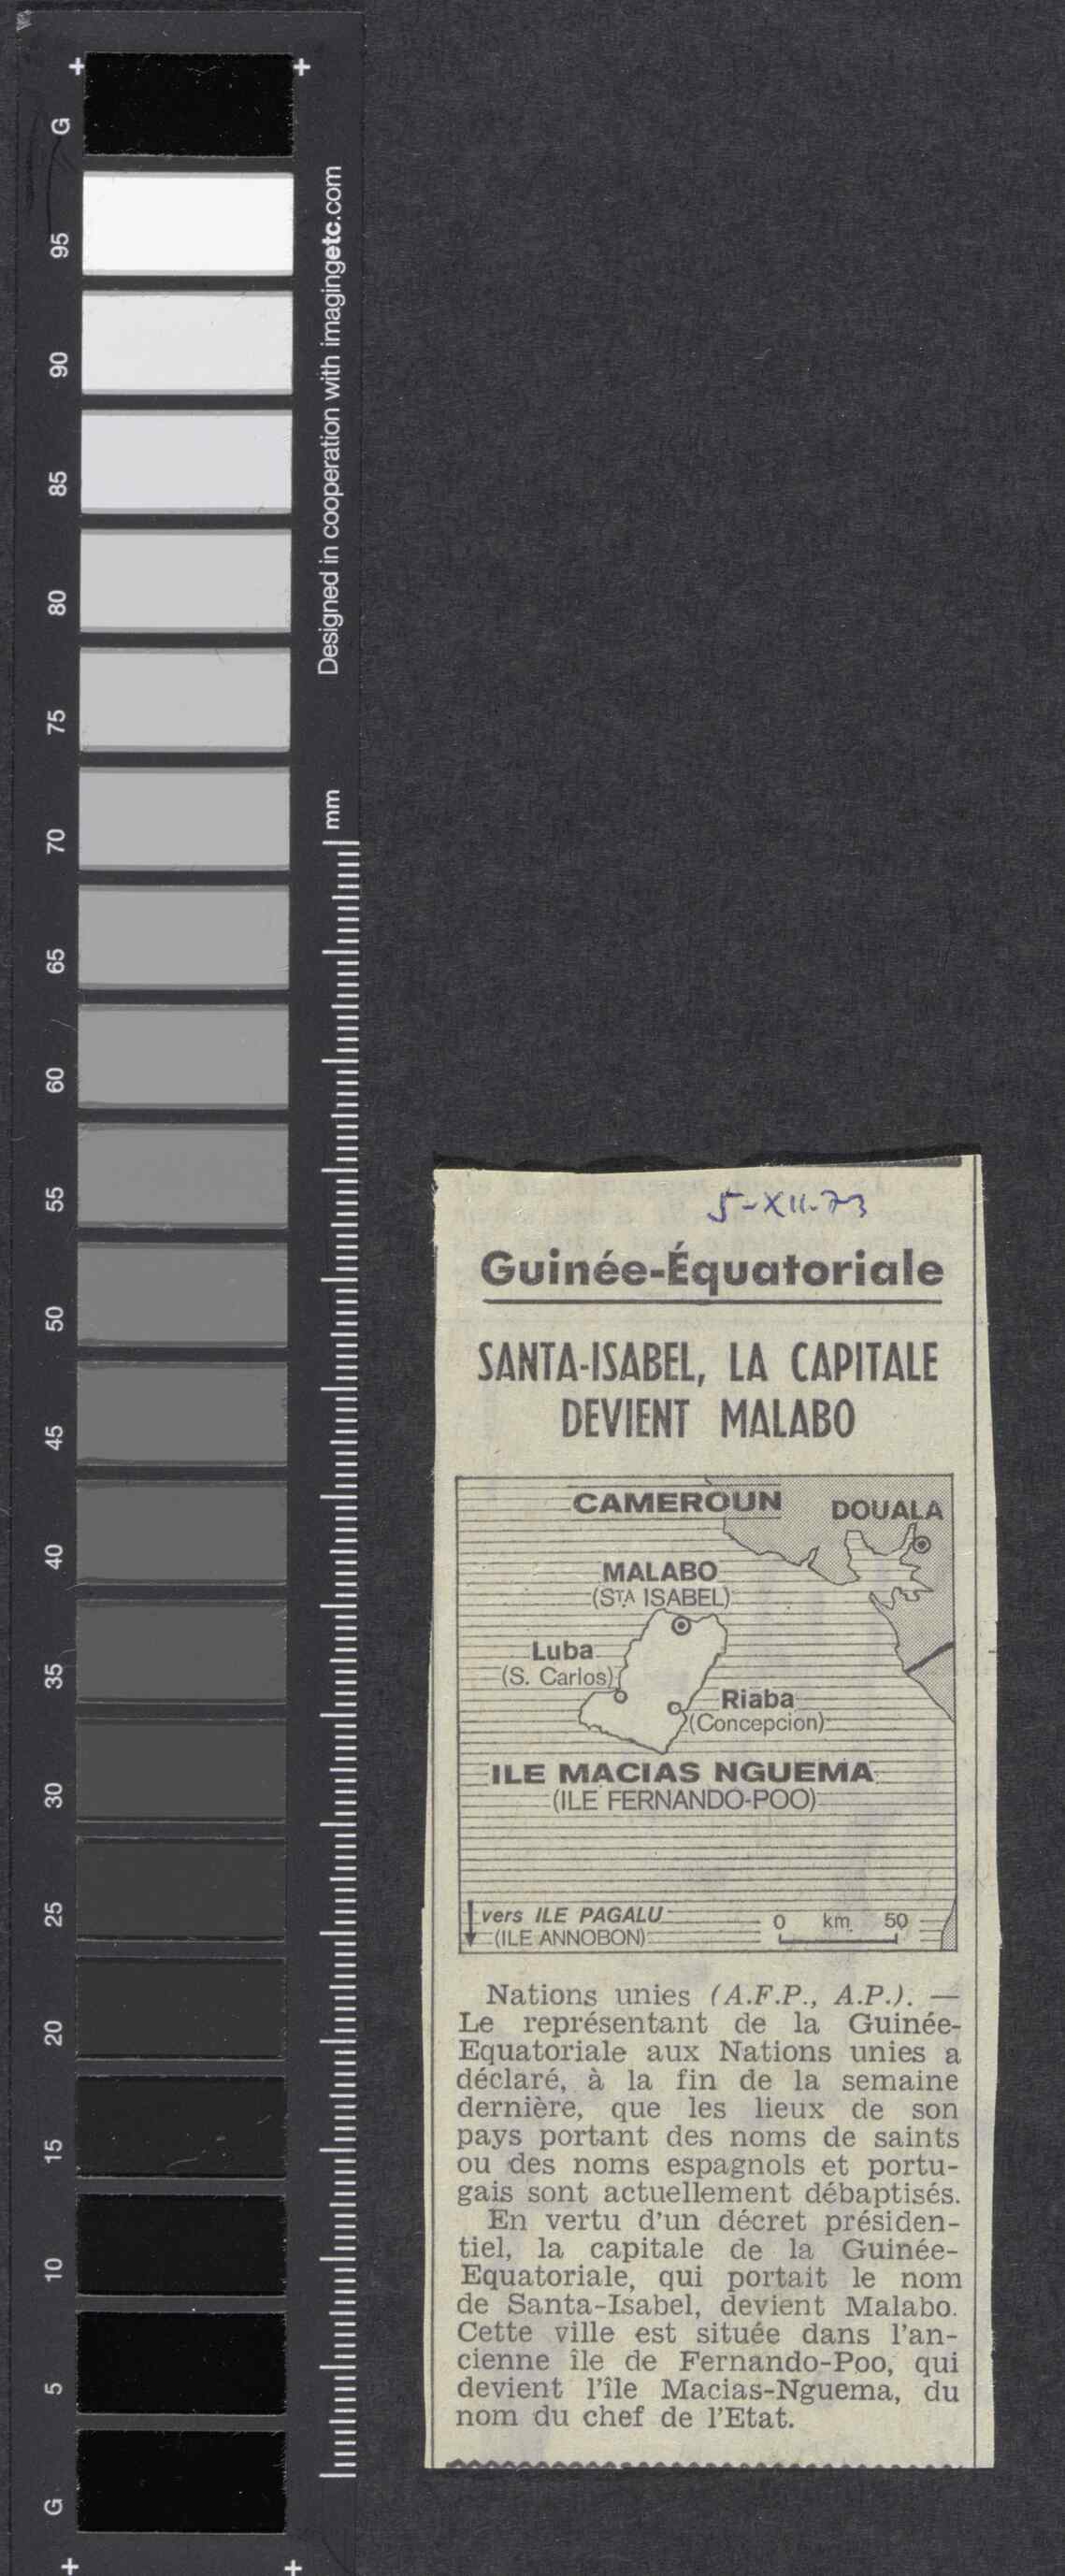 G
95
90
85
80
75
70
65
60
55
50
45
40
35
30
25
20
15
10
5
G
Designed in cooperation with imagingetc.com
mm
5-XII-73
Guinée-Équatoriale
SANTA-ISABEL, LA CAPITALE
DEVIENT MALABO
CAMEROUN
DOUALA
MALABO
(STA ISABEL)
Luba
(S. Carlos)
Riaba
(Concepcion)
ILE MACIAS NGUEMA
(ILE FERNANDO-POO)
vers ILE PAGALU
(ILE ANNOBON)
0 km. 50
Nations unies (A.F.P., A.P.). —
Le représentant de la Guinée-
Equatoriale aux Nations unies a
déclaré, à la fin de la semaine
dernière, que les lieux de son
pays portant des noms de saints
ou des noms espagnols et portu-
gais sont actuellement débaptisés.
En vertu d'un décret présiden-
tiel, la capitale de la Guinée-
Equatoriale, qui portait le nom
de Santa-Isabel, devient Malabo.
Cette ville est située dans l'an-
cienne île de Fernando-Poo, qui
devient l'île Macias-Nguema, du
nom du chef de l'Etat.